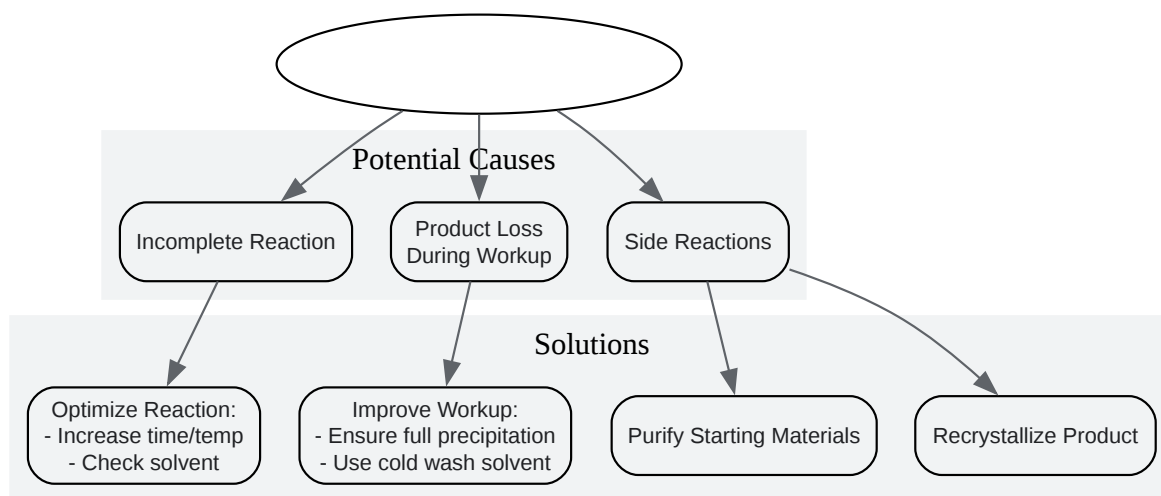 Potential Causes
Incomplete Reaction
Product Loss
During Workup
Side Reactions
Solutions
Optimize Reaction:
- Increase time/temp
- Check solvent
Improve Workup:
- Ensure full precipitation
- Use cold wash solvent
Purify Starting Materials
Recrystallize Product